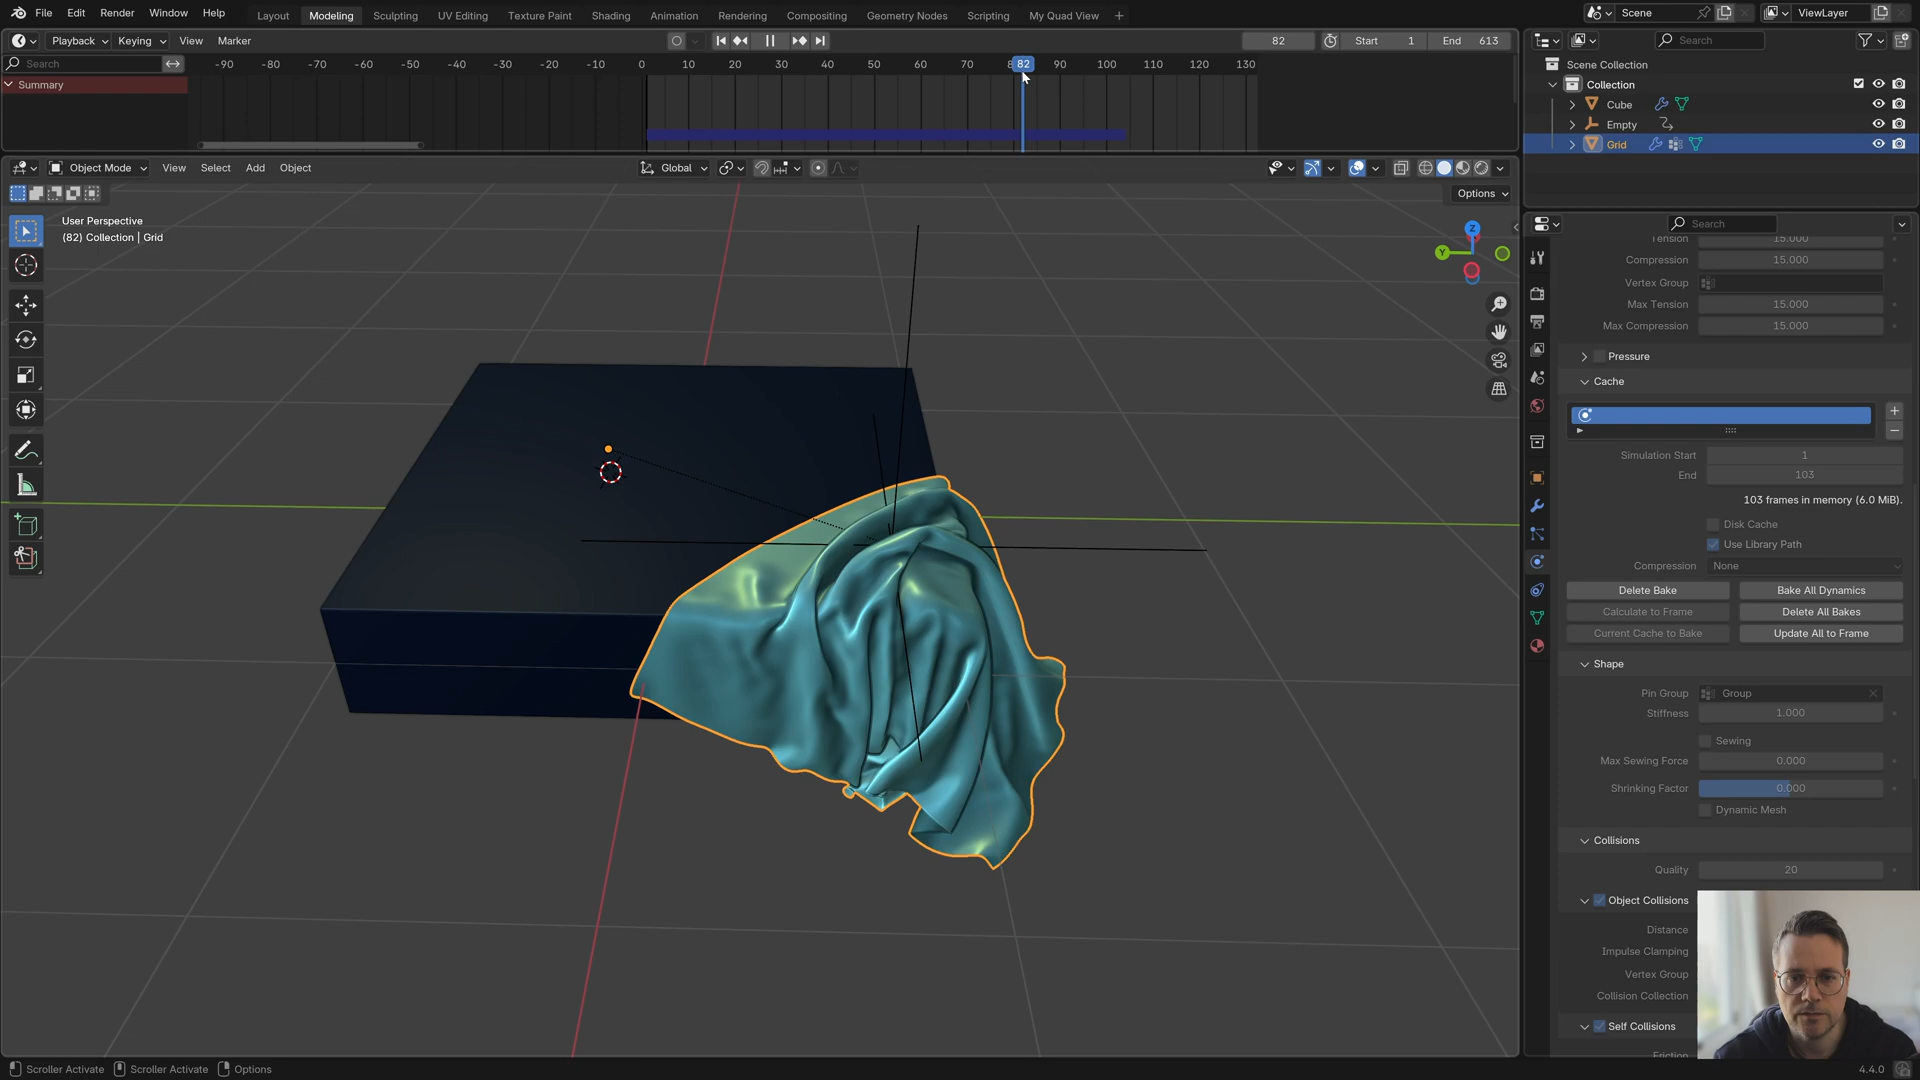 File Edit Render Window Help Layout Modeling Sculpting UV Editing Texture Paint Shading Animation Rendering Compositing Geometry Nodes Scripting My Quad View + Scene ViewLayer
Playback Keying View Marker 82 Start 1 End 613 Search
Search -90 -80 -70 -60 -50 -40 -30 -20 -10 0 10 20 30 40 50 60 70 82 90 100 110 120 130
Summary
Scene Collection
Collection
Cube
Empty
Grid
Object Mode View Select Add Object Global
Options
User Perspective
(82) Collection | Grid
Z
Y
Search
Tension 15.000
Compression 15.000
Vertex Group
Max Tension 15.000
Max Compression 15.000
Pressure
Cache
Simulation Start 1
End 103
103 frames in memory (6.0 MiB).
Disk Cache
Use Library Path
Compression None
Delete Bake Bake All Dynamics
Calculate to Frame Delete All Bakes
Current Cache to Bake Update All to Frame
Shape
Pin Group Group
Stiffness 1.000
Sewing
Max Sewing Force 0.000
Shrinking Factor 0.000
Dynamic Mesh
Collisions
Quality 20
Object Collisions
Distance
Impulse Clamping
Vertex Group
Collision Collection
Self Collisions
Friction
Scroller Activate Scroller Activate Options 4.4.0